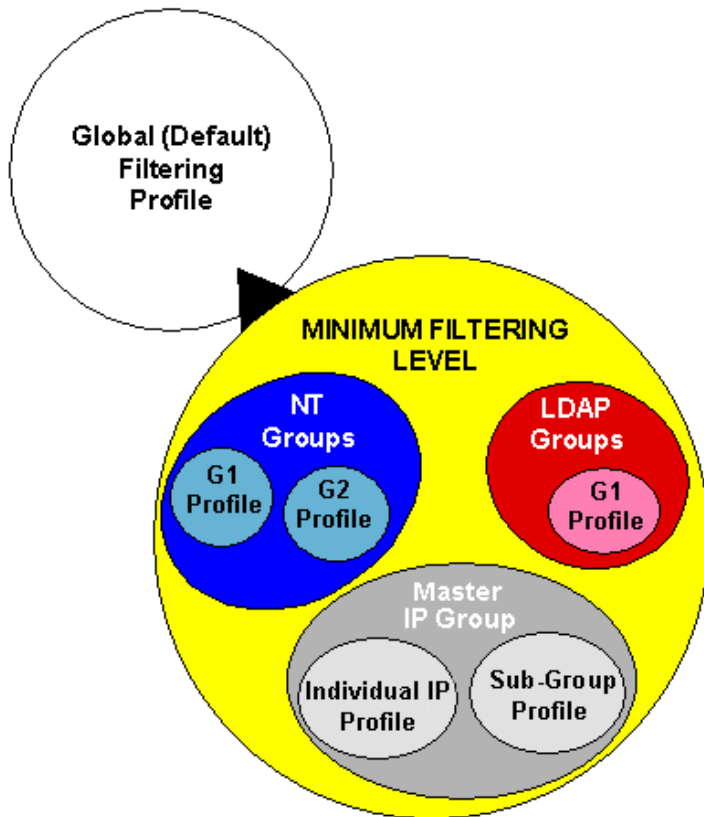 Global (Default)
Filtering
Profile
MINIMUM FILTERING
LEVEL
NT
Groups
G1
Profile
G2
Profile
LDAP
Groups
G1
Profile
Master
IP Group
Individual IP
Profile
Sub-Group
Profile